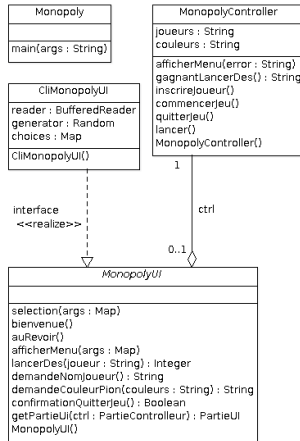 Monopoly
main(args : String)
MonopolyController
joueurs : String
couleurs : String
afficherMenu(error : String)
gagnantLancerDes() : String
inscrireJoueur()
commencerJeu()
quitterJeu()
lancer()
MonopolyController()
CliMonopolyUI
reader : BufferedReader
generator : Random
choices : Map
CliMonopolyUI()
1
interface
<<realize>>
ctrl
0..1
MonopolyUI
selection(args : Map)
bienvenue()
auRevoir()
afficherMenu(args : Map)
lancerDes(joueur : String) : Integer
demandeNomJoueur() : String
demandeCouleurPion(couleurs : String) : String
confirmationQuitterJeu() : Boolean
getPartieUi(ctrl : PartieControlleur) : PartieUI
MonopolyUI()